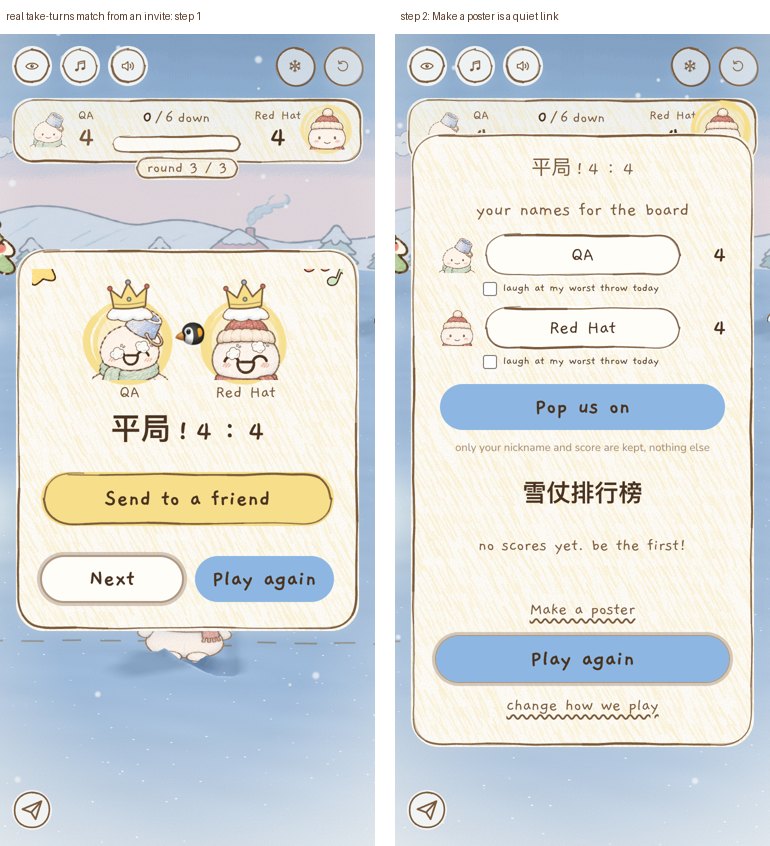 real take-turns match from an invite: step 1
QA
4
0/6 down
Red Hat
4
round 3 / 3
QA
Red Hat
平局！4 : 4
Send to a friend
Next
Play again
step 2: Make a poster is a quiet link
QA
0/6 down
Red Hat
平局！4 : 4
your names for the board
QA
4
laugh at my worst throw today
Red Hat
4
laugh at my worst throw today
Pop us on
only your nickname and score are kept, nothing else
雪仗排行榜
no scores yet. be the first!
Make a poster
Play again
change how we play